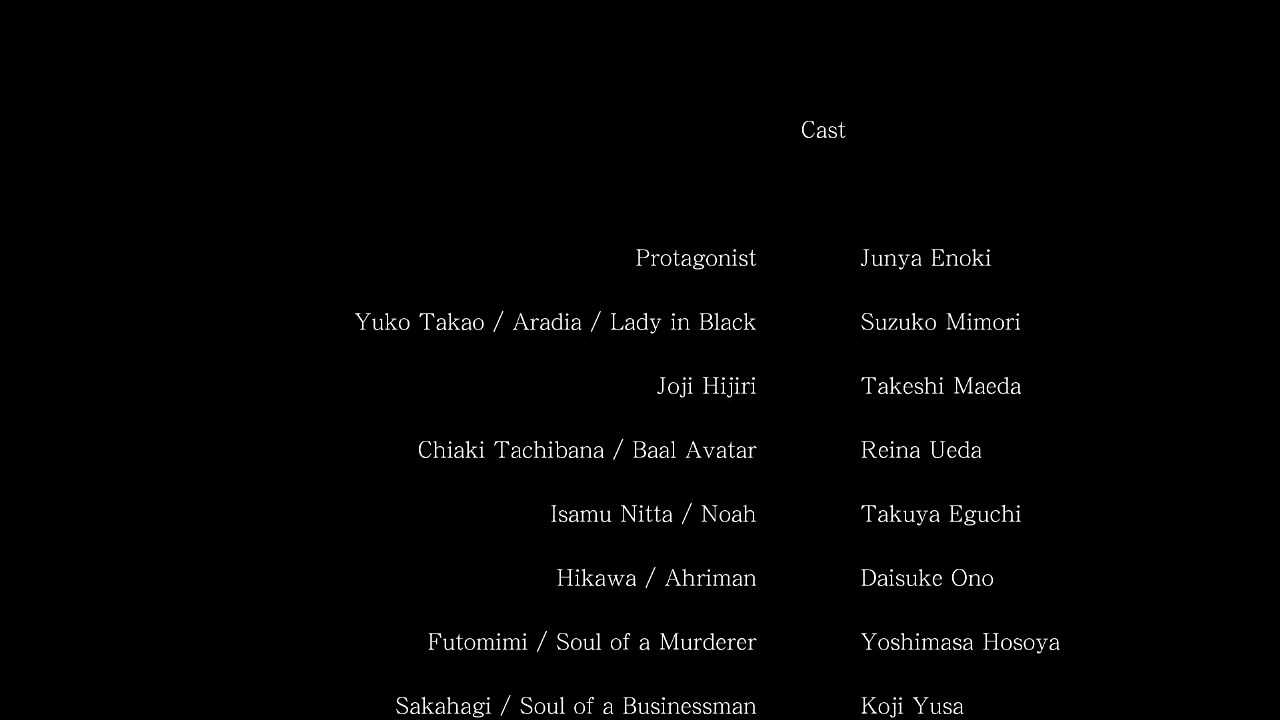 Cast
Protagonist Junya Enoki
Yuko Takao / Aradia / Lady in Black Suzuko Mimori
Joji Hijiri Takeshi Maeda
Chiaki Tachibana / Baal Avatar Reina Ueda
Isamu Nitta / Noah Takuya Eguchi
Hikawa / Ahriman Daisuke Ono
Futomimi / Soul of a Murderer Yoshimasa Hosoya
Sakahagi / Soul of a Businessman Koji Yusa